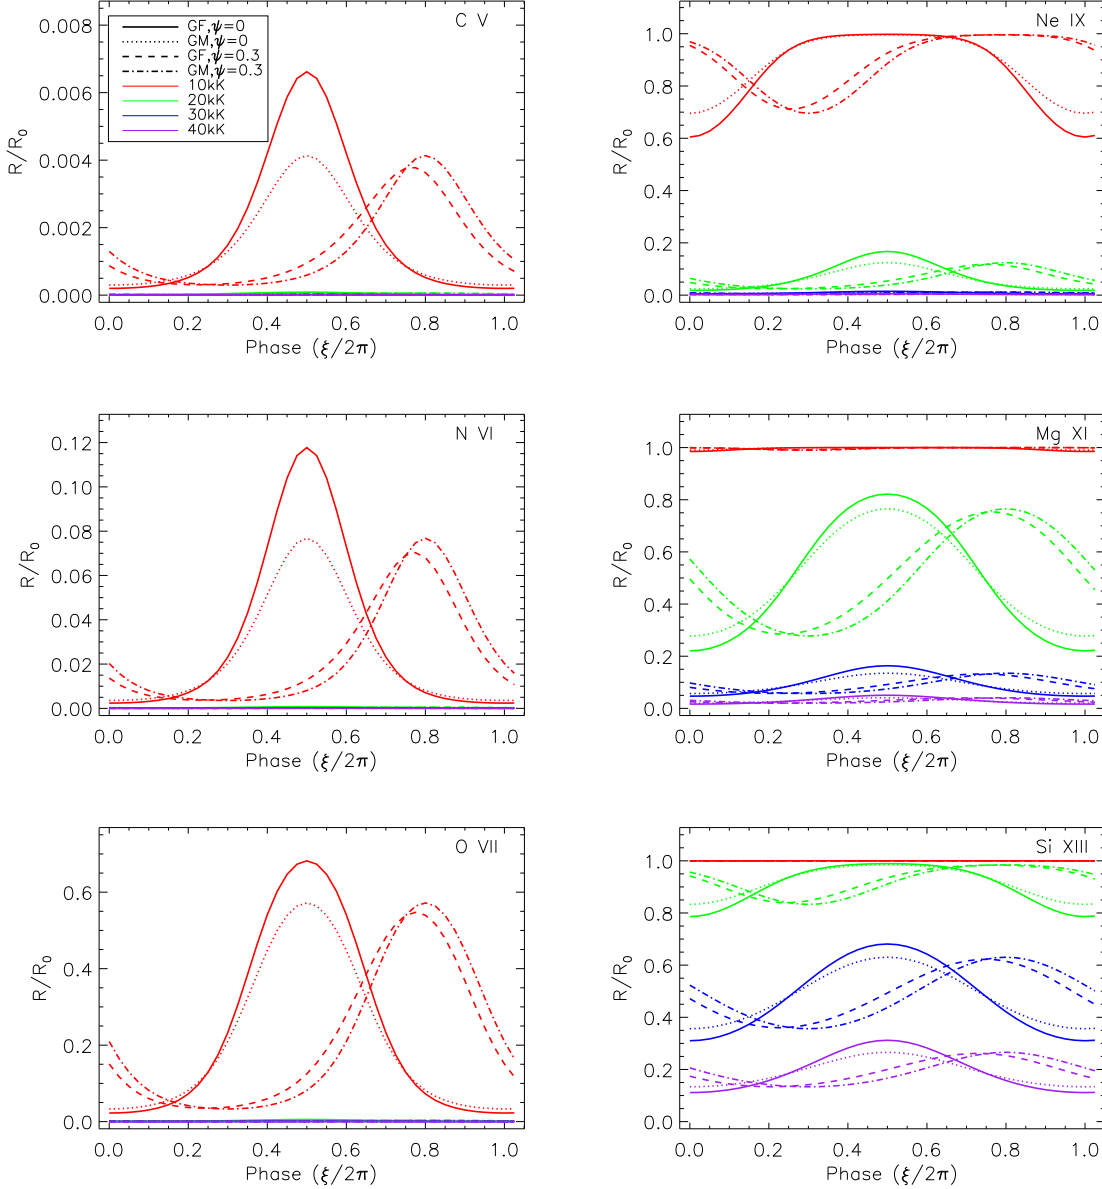 C V
GF,ψ=0
GM,ψ=0
GF,ψ=0.3
GM,ψ=0.3
10kK
20kK
30kK
40kK
0.008
0.006
0.004
0.002
0.000
R/R₀
0.0 0.2 0.4 0.6 0.8 1.0
Phase (ξ/2π)
Ne IX
1.0
0.8
0.6
0.4
0.2
0.0
R/R₀
0.0 0.2 0.4 0.6 0.8 1.0
Phase (ξ/2π)
N VI
0.12
0.10
0.08
0.06
0.04
0.02
0.00
R/R₀
0.0 0.2 0.4 0.6 0.8 1.0
Phase (ξ/2π)
Mg XI
1.0
0.8
0.6
0.4
0.2
0.0
R/R₀
0.0 0.2 0.4 0.6 0.8 1.0
Phase (ξ/2π)
O VII
0.6
0.4
0.2
0.0
R/R₀
0.0 0.2 0.4 0.6 0.8 1.0
Phase (ξ/2π)
Si XIII
1.0
0.8
0.6
0.4
0.2
0.0
R/R₀
0.0 0.2 0.4 0.6 0.8 1.0
Phase (ξ/2π)